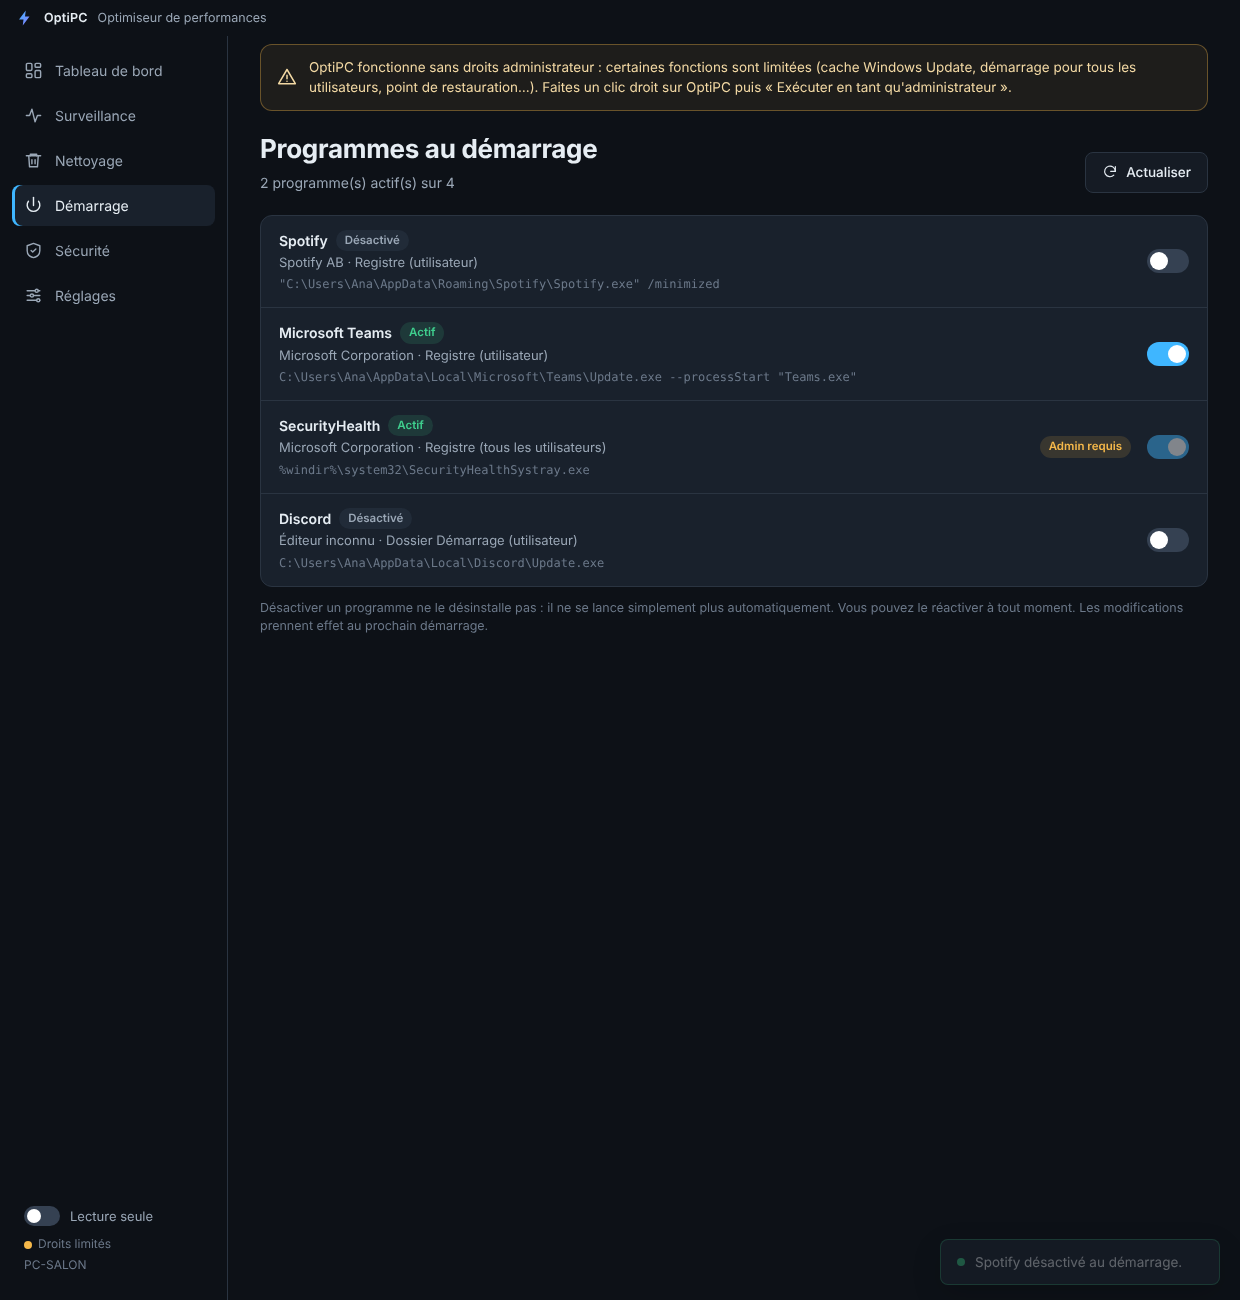 OptiPC Optimiseur de performances
Tableau de bord
Surveillance
Nettoyage
Démarrage
Sécurité
Réglages
OptiPC fonctionne sans droits administrateur : certaines fonctions sont limitées (cache Windows Update, démarrage pour tous les
utilisateurs, point de restauration...). Faites un clic droit sur OptiPC puis « Exécuter en tant qu'administrateur ».
Programmes au démarrage
2 programme(s) actif(s) sur 4
Actualiser
Spotify Désactivé
Spotify AB · Registre (utilisateur)
"C:\Users\Ana\AppData\Roaming\Spotify\Spotify.exe" /minimized
Microsoft Teams Actif
Microsoft Corporation · Registre (utilisateur)
C:\Users\Ana\AppData\Local\Microsoft\Teams\Update.exe --processStart "Teams.exe"
SecurityHealth Actif
Microsoft Corporation · Registre (tous les utilisateurs)
%windir%\system32\SecurityHealthSystray.exe
Admin requis
Discord Désactivé
Éditeur inconnu · Dossier Démarrage (utilisateur)
C:\Users\Ana\AppData\Local\Discord\Update.exe
Désactiver un programme ne le désinstalle pas : il ne se lance simplement plus automatiquement. Vous pouvez le réactiver à tout moment. Les modifications
prennent effet au prochain démarrage.
Lecture seule
Droits limités
PC-SALON
Spotify désactivé au démarrage.